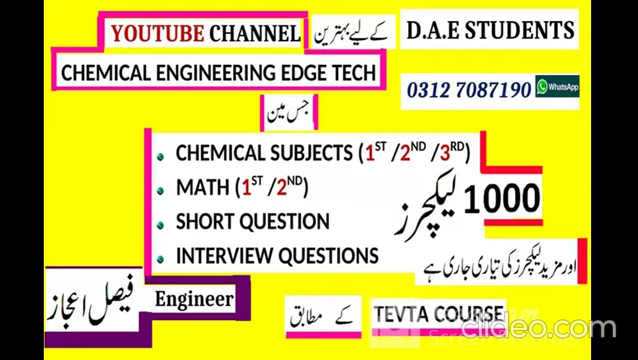 D.A.E STUDENTS کے لیے بہترین YOUTUBE CHANNEL
CHEMICAL ENGINEERING EDGE TECH
0312 7087190 WhatsApp
جس مین
CHEMICAL SUBJECTS (1ST /2ND /3RD)
MATH (1ST /2ND)
SHORT QUESTION
INTERVIEW QUESTIONS
1000 لیکچرز
اور مزید لیکچرز کی تیاری جاری ہے
Engineer فیصل اعجاز
TEVTA COURSE کے مطابق
clideo.com